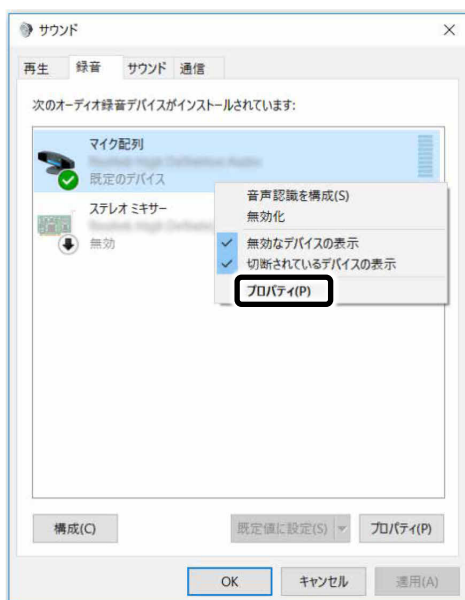 サウンド
再生 録音 サウンド 通信
次のオーディオ録音デバイスがインストールされています:
マイク配列
既定のデバイス
ステレオ ミキサー
無効
音声認識を構成(S)
無効化
無効なデバイスの表示
切断されているデバイスの表示
プロパティ(P)
構成(C) 既定値に設定(S) プロパティ(P)
OK キャンセル 適用(A)